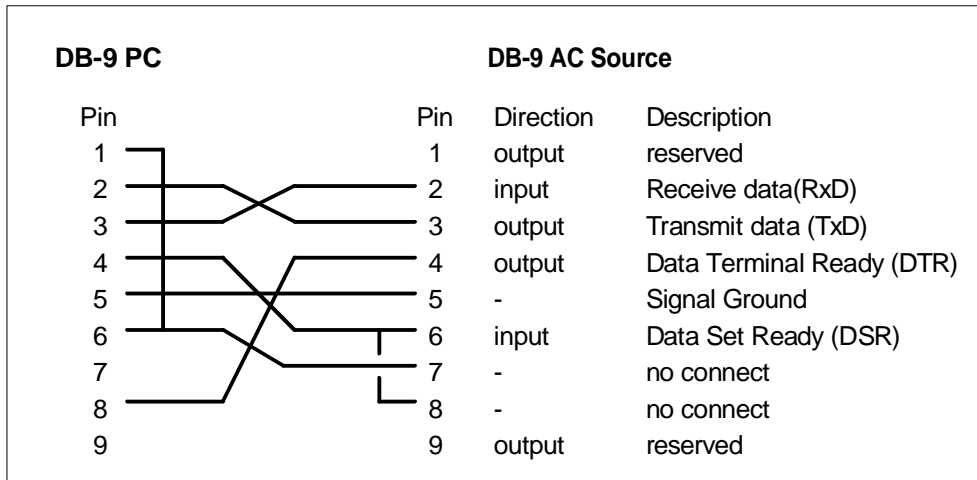 DB-9 PC DB-9 AC Source
Pin Pin Direction Description
1 1 output reserved
2 2 input Receive data(RxD)
3 3 output Transmit data (TxD)
4 4 output Data Terminal Ready (DTR)
5 5 - Signal Ground
6 6 input Data Set Ready (DSR)
7 7 - no connect
8 8 - no connect
9 9 output reserved